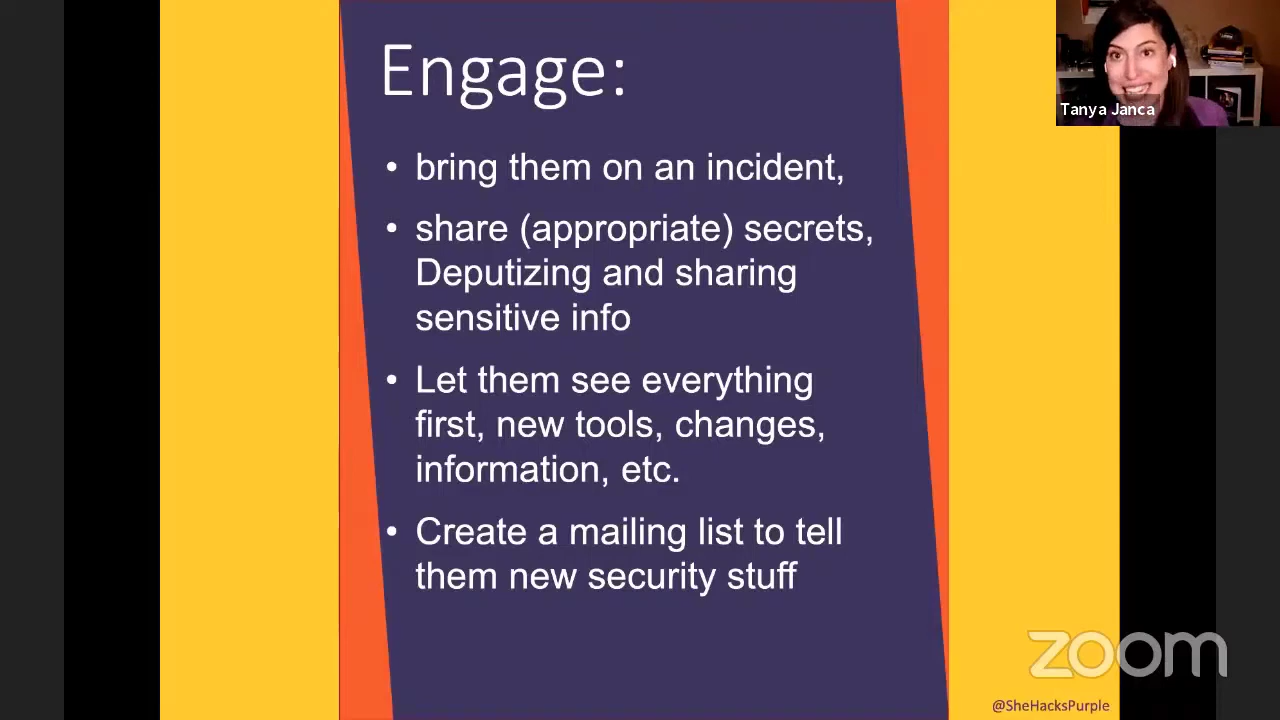 Engage:
• bring them on an incident,
• share (appropriate) secrets,
Deputizing and sharing
sensitive info
• Let them see everything
first, new tools, changes,
information, etc.
• Create a mailing list to tell
them new security stuff
Tanya Janca
zoom
@SheHacksPurple